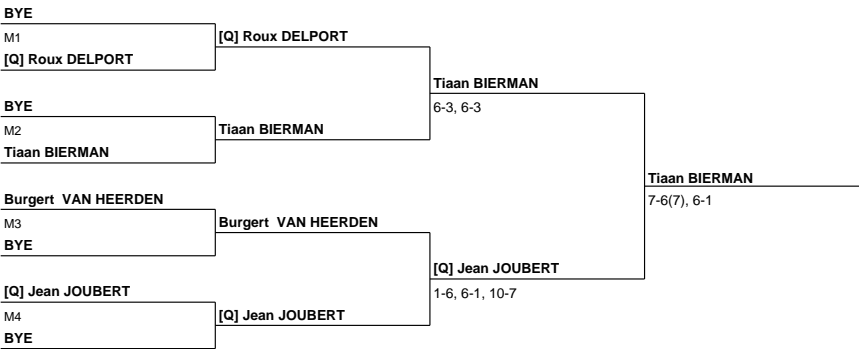 BYE
M1
[Q] Roux DELPORT
BYE
M2
Tiaan BIERMAN
Burgert  VAN HEERDEN
M3
BYE
[Q] Jean JOUBERT
M4
BYE
[Q] Roux DELPORT
Tiaan BIERMAN
Burgert  VAN HEERDEN
[Q] Jean JOUBERT
Tiaan BIERMAN
6-3, 6-3
[Q] Jean JOUBERT
1-6, 6-1, 10-7
Tiaan BIERMAN
7-6(7), 6-1